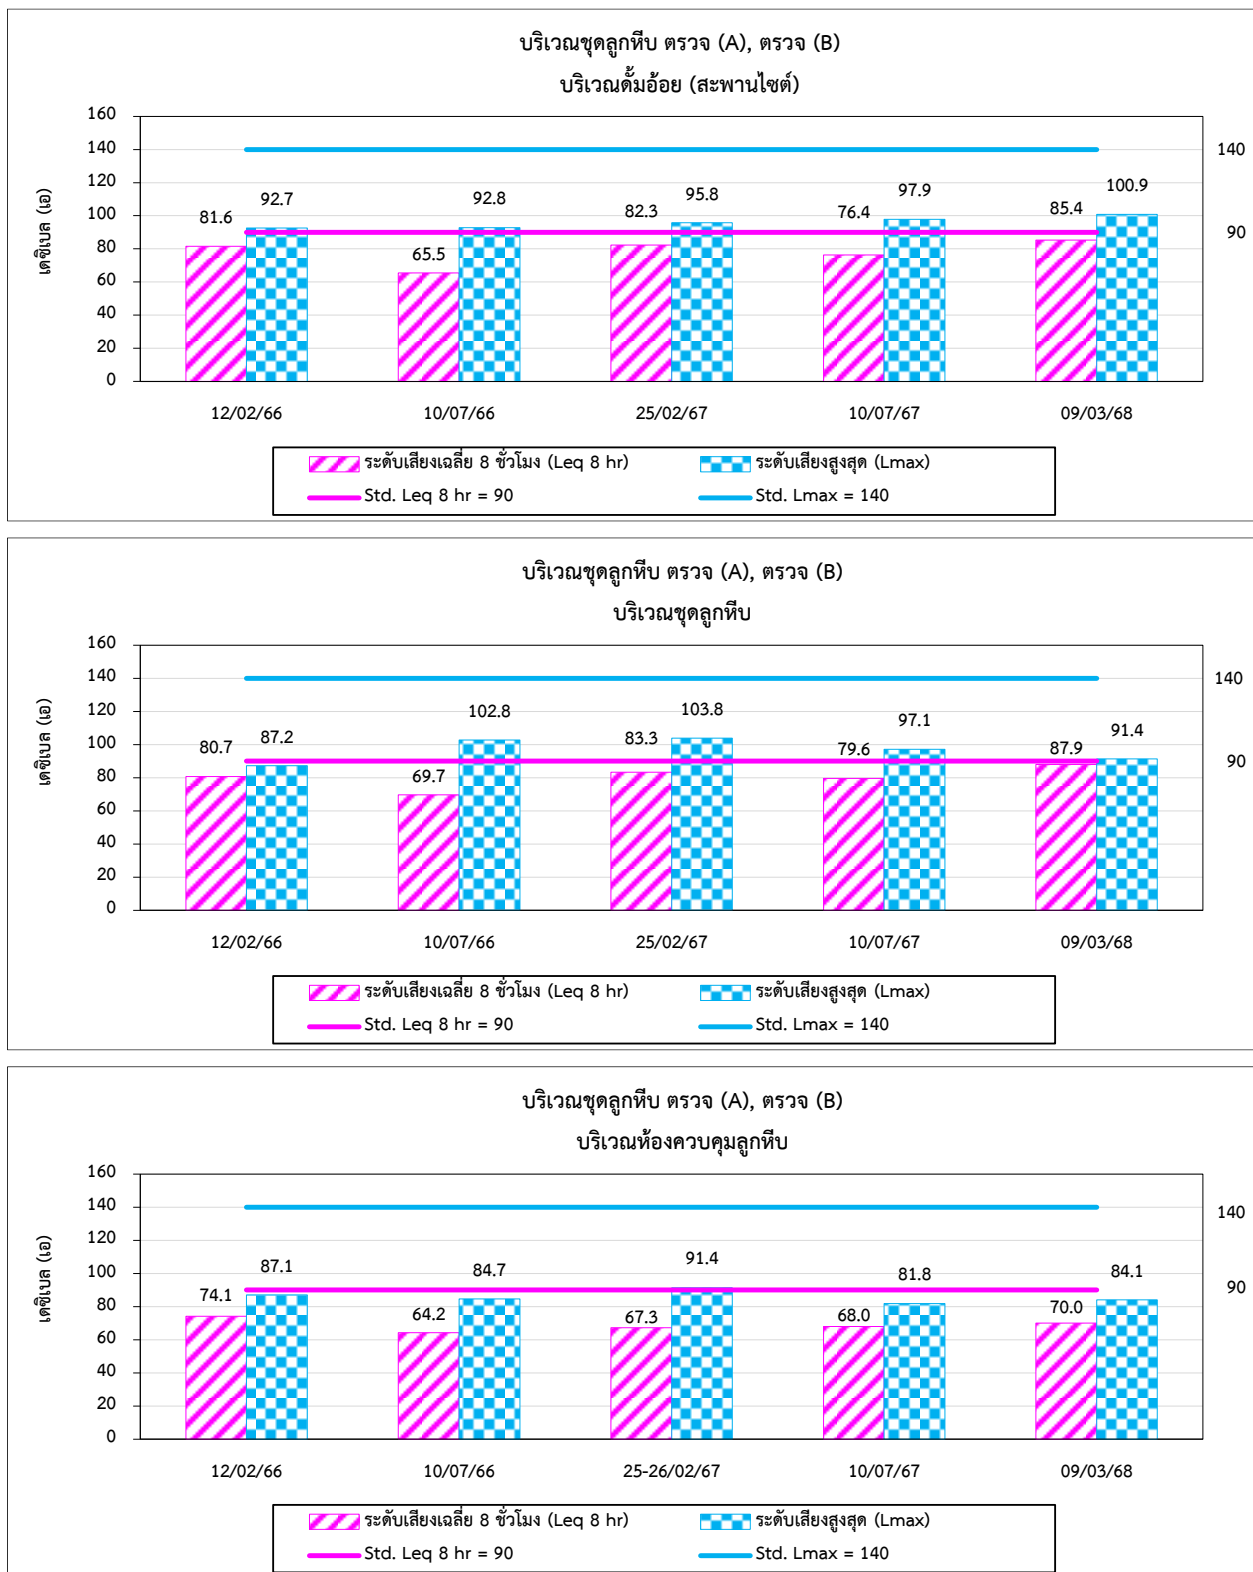 บริเวณชุดลูกหีบ ตรวจ (A), ตรวจ (B)
บริเวณดั้มอ้อย (สะพานไซต์)
เดซิเบล (เอ)
160
140
120
100
80
60
40
20
0
81.6 92.7 65.5 92.8 82.3 95.8 76.4 97.9 85.4 100.9
140
90
12/02/66 10/07/66 25/02/67 10/07/67 09/03/68
ระดับเสียงเฉลี่ย 8 ชั่วโมง (Leq 8 hr) ระดับเสียงสูงสุด (Lmax)
Std. Leq 8 hr = 90 Std. Lmax = 140
บริเวณชุดลูกหีบ ตรวจ (A), ตรวจ (B)
บริเวณชุดลูกหีบ
เดซิเบล (เอ)
160
140
120
100
80
60
40
20
0
80.7 87.2 69.7 102.8 83.3 103.8 79.6 97.1 87.9 91.4
140
90
12/02/66 10/07/66 25/02/67 10/07/67 09/03/68
ระดับเสียงเฉลี่ย 8 ชั่วโมง (Leq 8 hr) ระดับเสียงสูงสุด (Lmax)
Std. Leq 8 hr = 90 Std. Lmax = 140
บริเวณชุดลูกหีบ ตรวจ (A), ตรวจ (B)
บริเวณห้องควบคุมลูกหีบ
เดซิเบล (เอ)
160
140
120
100
80
60
40
20
0
74.1 87.1 64.2 84.7 67.3 91.4 68.0 81.8 70.0 84.1
140
90
12/02/66 10/07/66 25-26/02/67 10/07/67 09/03/68
ระดับเสียงเฉลี่ย 8 ชั่วโมง (Leq 8 hr) ระดับเสียงสูงสุด (Lmax)
Std. Leq 8 hr = 90 Std. Lmax = 140